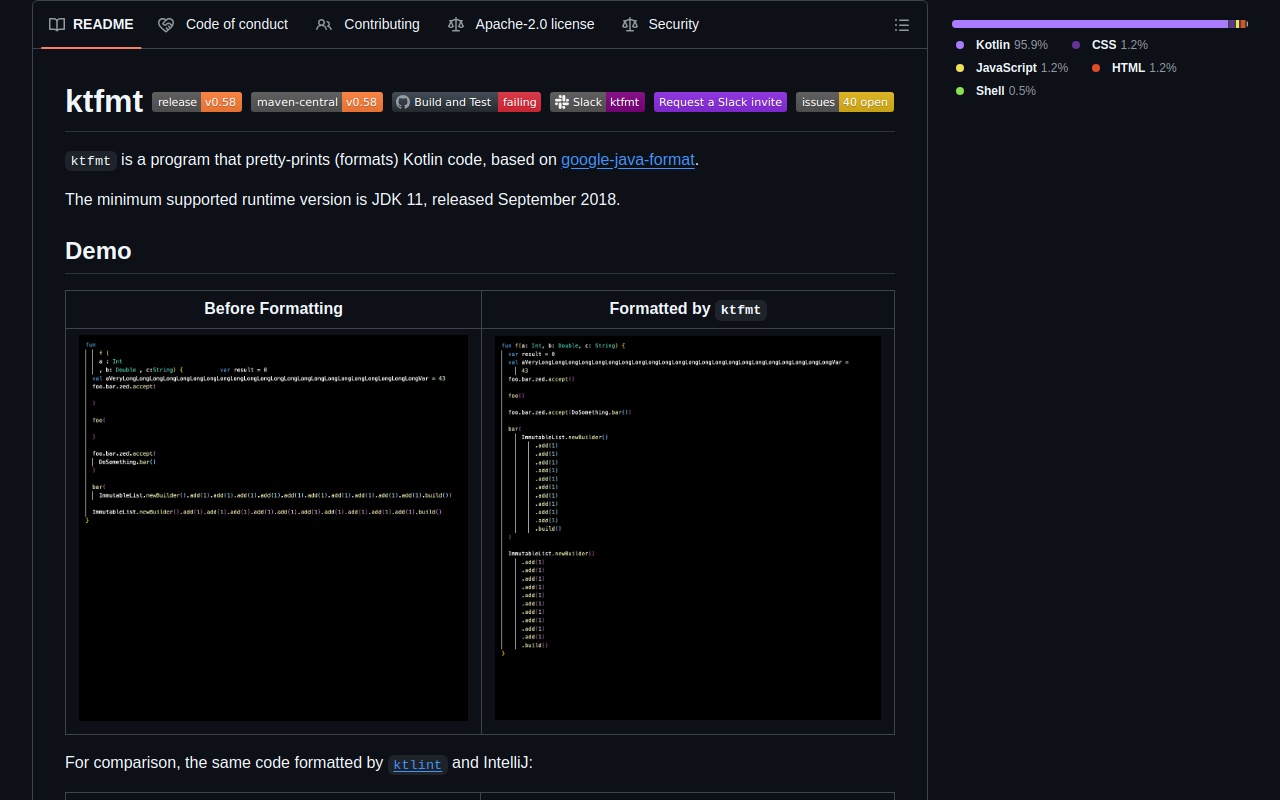 README Code of conduct Contributing Apache-2.0 license Security
Kotlin 95.9% CSS 1.2%
JavaScript 1.2% HTML 1.2%
Shell 0.5%
ktfmt release v0.58 maven-central v0.58 Build and Test failing Slack ktfmt Request a Slack invite issues 40 open
ktfmt is a program that pretty-prints (formats) Kotlin code, based on google-java-format.
The minimum supported runtime version is JDK 11, released September 2018.
Demo
Before Formatting
Formatted by ktfmt
fun
f (
a : Int
, b: Double , c:String) { var result = 0
= 43
foo.bar.zed.accept(
)
foo(
)
foo.bar.zed.accept(
DoSomething.bar()
)
bar(
ImmutableList.newBuilder().add(1).add(1).add(1).add(1).add(1).add(1).add(1).add(1).add(1).add(1).build())
ImmutableList.newBuilder().add(1).add(1).add(1).add(1).add(1).add(1).add(1).add(1).add(1).add(1).build()
}
fun f(a: Int, b: Double, c: String) {
var result = 0
=
43
foo.bar.zed.accept()
foo()
foo.bar.zed.accept(DoSomething.bar())
bar(
ImmutableList.newBuilder()
.add(1)
.add(1)
.add(1)
.add(1)
.add(1)
.add(1)
.add(1)
.add(1)
.add(1)
.add(1)
.build()
)
ImmutableList.newBuilder()
.add(1)
.add(1)
.add(1)
.add(1)
.add(1)
.add(1)
.add(1)
.add(1)
.add(1)
.add(1)
.build()
}
For comparison, the same code formatted by ktlint and IntelliJ: